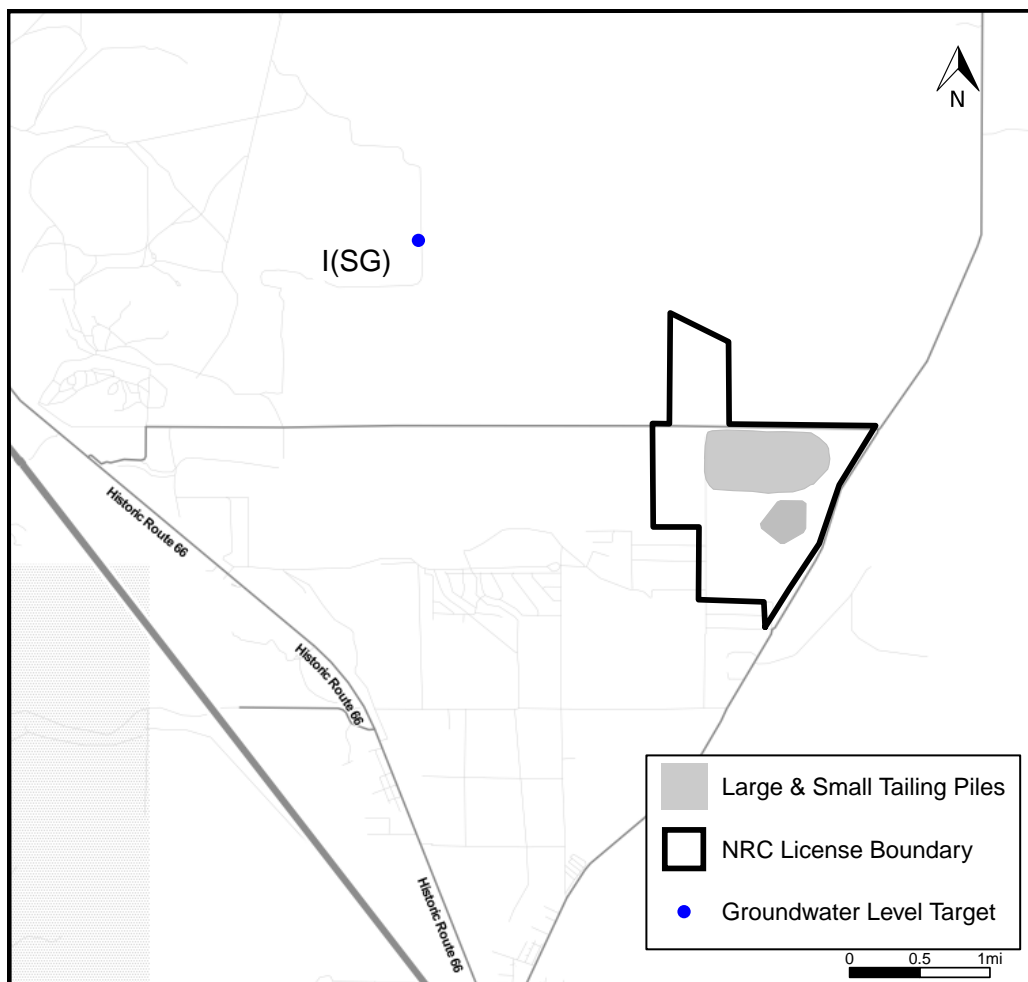 N
I(SG)
Historic Route 66
Historic Route 66
Historic Route 66
Large & Small Tailing Piles
NRC License Boundary
Groundwater Level Target
0 0.5 1mi